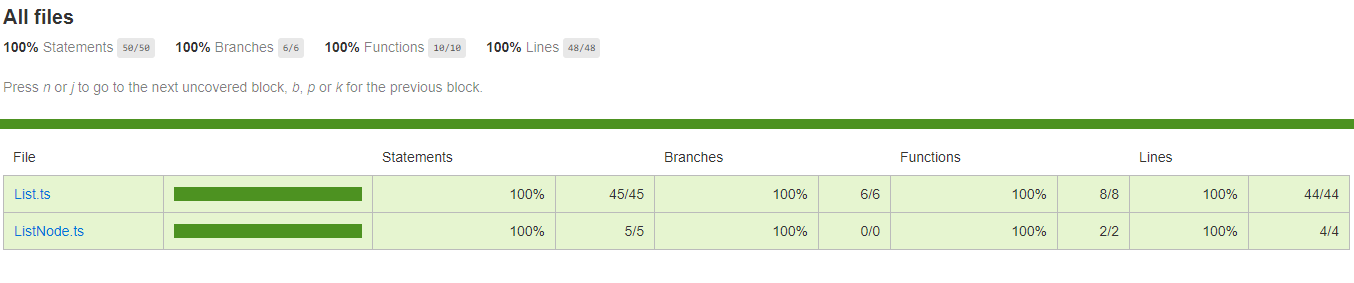 All files
100% Statements 50/50 100% Branches 6/6 100% Functions 10/10 100% Lines 48/48
Press n or j to go to the next uncovered block, b, p or k for the previous block.
File Statements Branches Functions Lines
List.ts 100% 45/45 100% 6/6 100% 8/8 100% 44/44
ListNode.ts 100% 5/5 100% 0/0 100% 2/2 100% 4/4